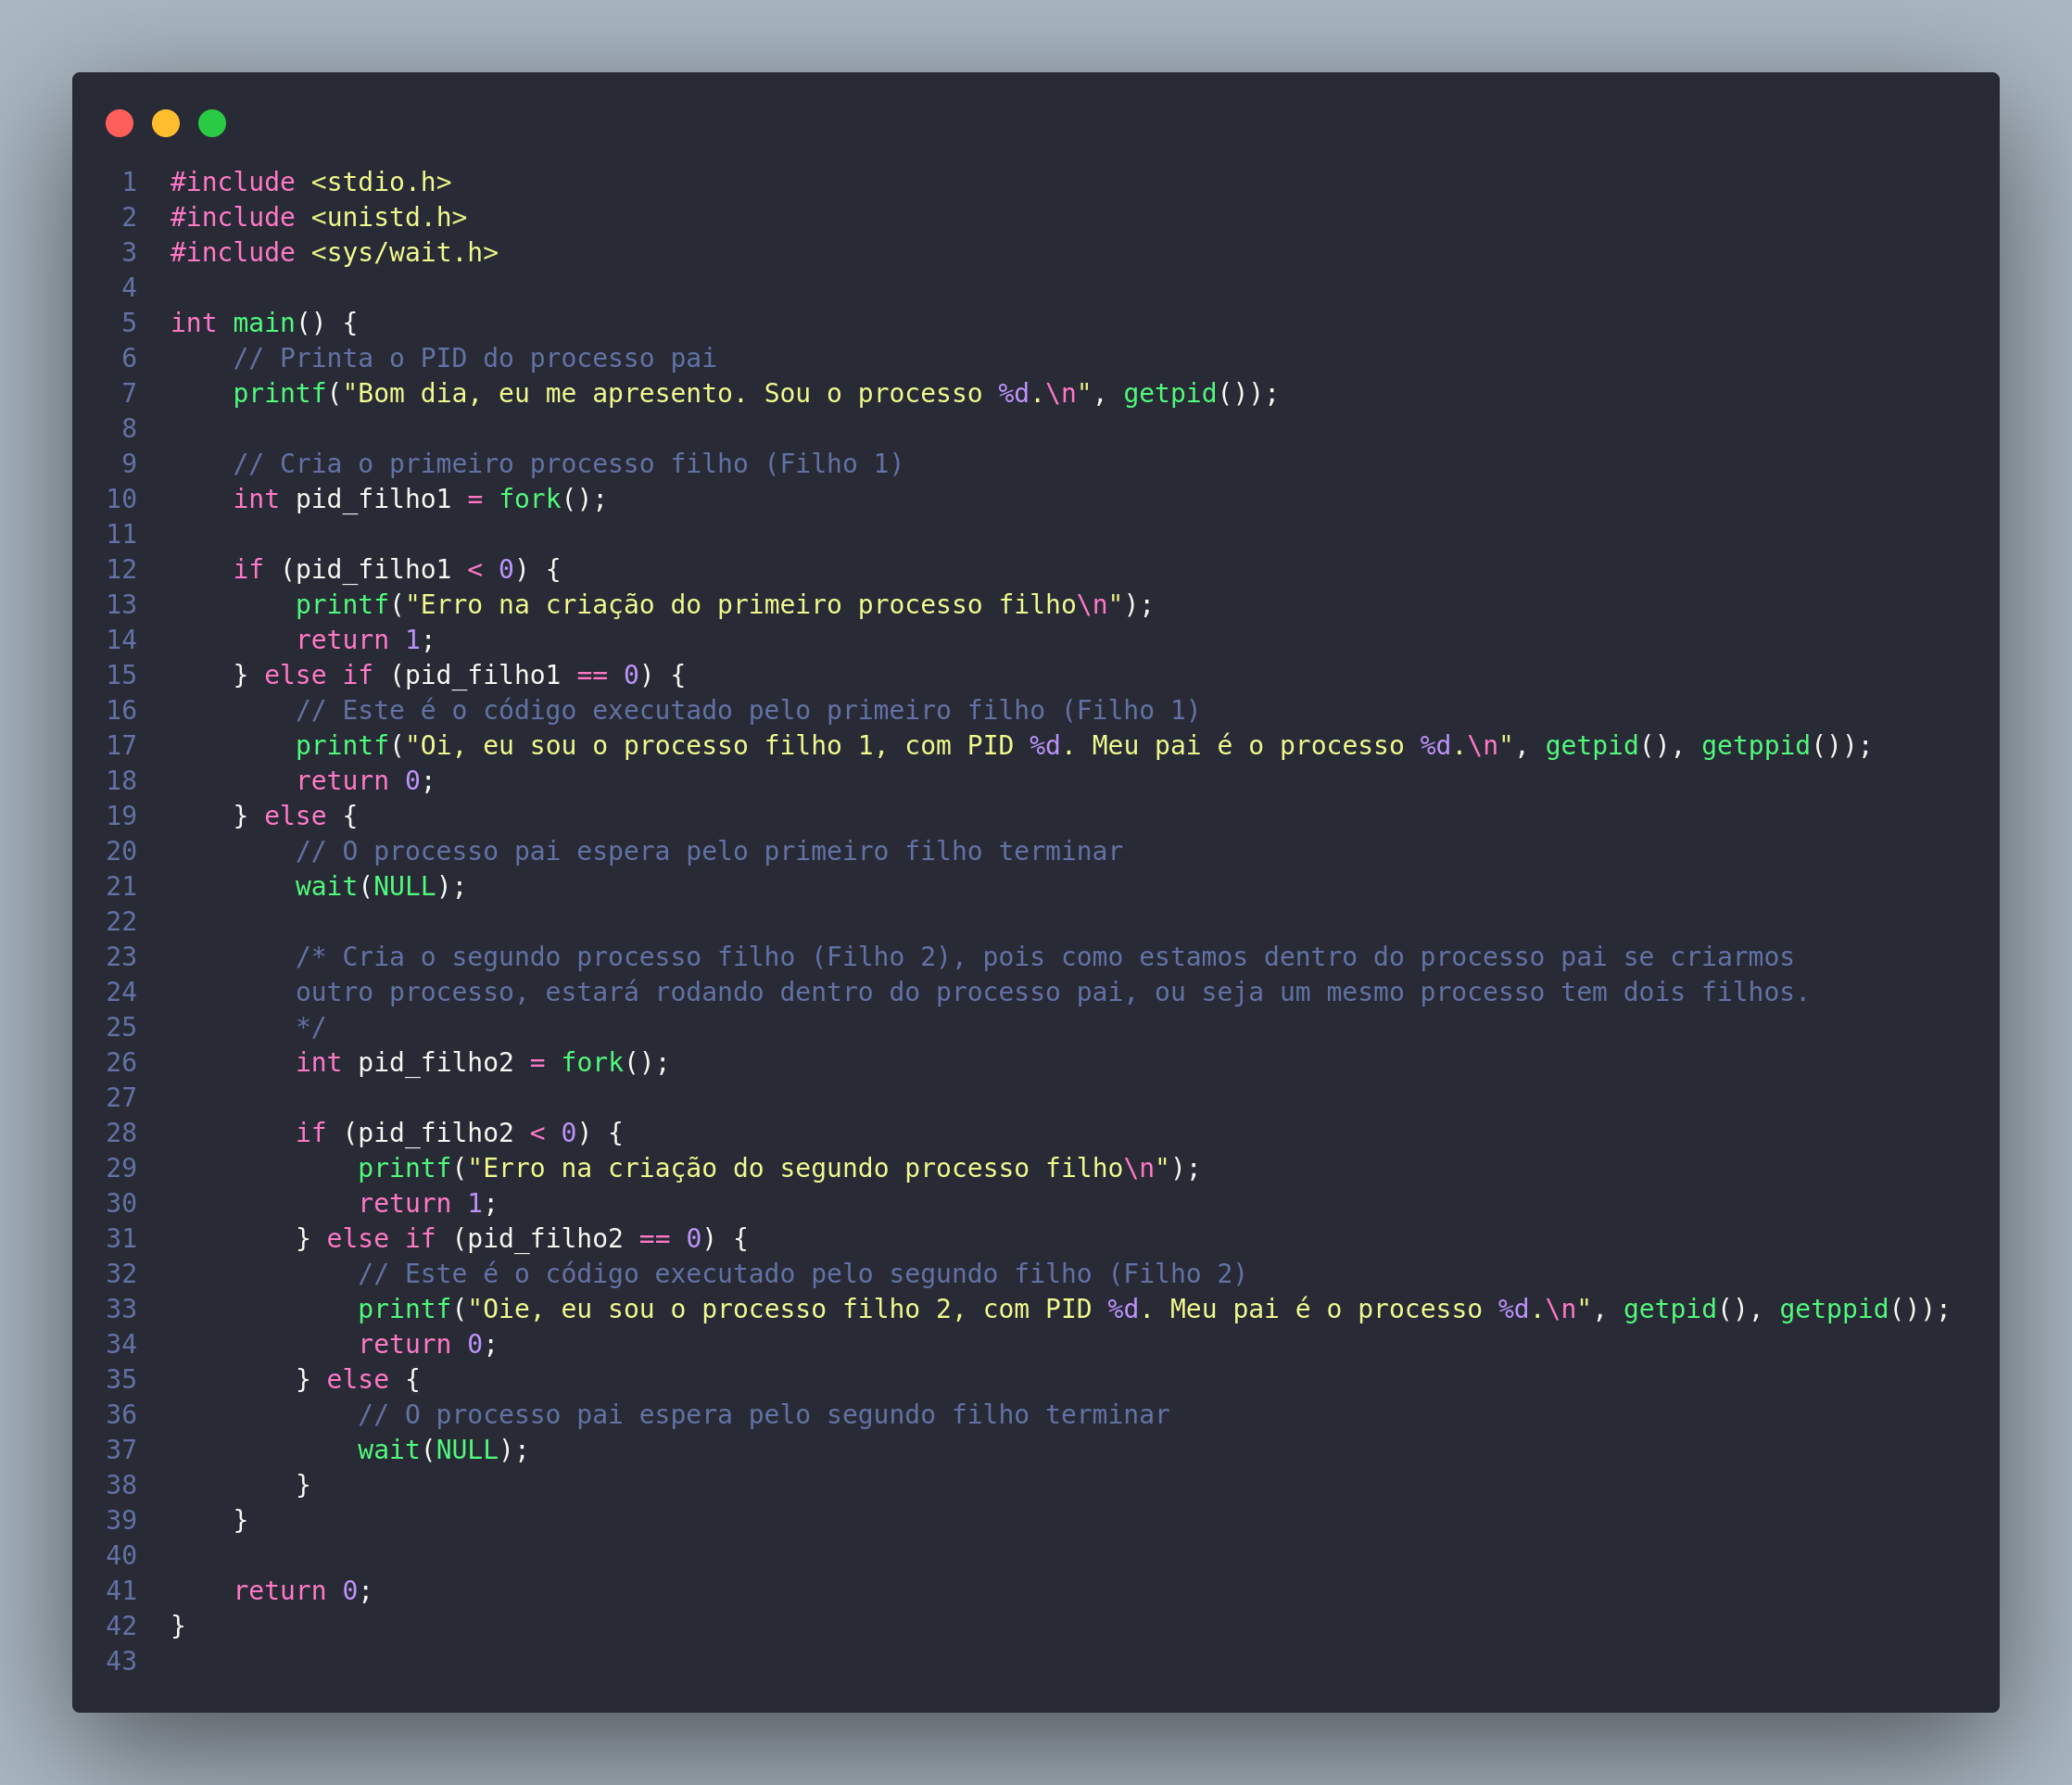 1 #include <stdio.h>
2 #include <unistd.h>
3 #include <sys/wait.h>
4
5 int main() {
6     // Printa o PID do processo pai
7     printf("Bom dia, eu me apresento. Sou o processo %d.\n", getpid());
8
9     // Cria o primeiro processo filho (Filho 1)
10     int pid_filho1 = fork();
11
12     if (pid_filho1 < 0) {
13         printf("Erro na criação do primeiro processo filho\n");
14         return 1;
15     } else if (pid_filho1 == 0) {
16         // Este é o código executado pelo primeiro filho (Filho 1)
17         printf("Oi, eu sou o processo filho 1, com PID %d. Meu pai é o processo %d.\n", getpid(), getppid());
18         return 0;
19     } else {
20         // O processo pai espera pelo primeiro filho terminar
21         wait(NULL);
22
23         /* Cria o segundo processo filho (Filho 2), pois como estamos dentro do processo pai se criarmos
24         outro processo, estará rodando dentro do processo pai, ou seja um mesmo processo tem dois filhos.
25         */
26         int pid_filho2 = fork();
27
28         if (pid_filho2 < 0) {
29             printf("Erro na criação do segundo processo filho\n");
30             return 1;
31         } else if (pid_filho2 == 0) {
32             // Este é o código executado pelo segundo filho (Filho 2)
33             printf("Oie, eu sou o processo filho 2, com PID %d. Meu pai é o processo %d.\n", getpid(), getppid());
34             return 0;
35         } else {
36             // O processo pai espera pelo segundo filho terminar
37             wait(NULL);
38         }
39     }
40
41     return 0;
42 }
43